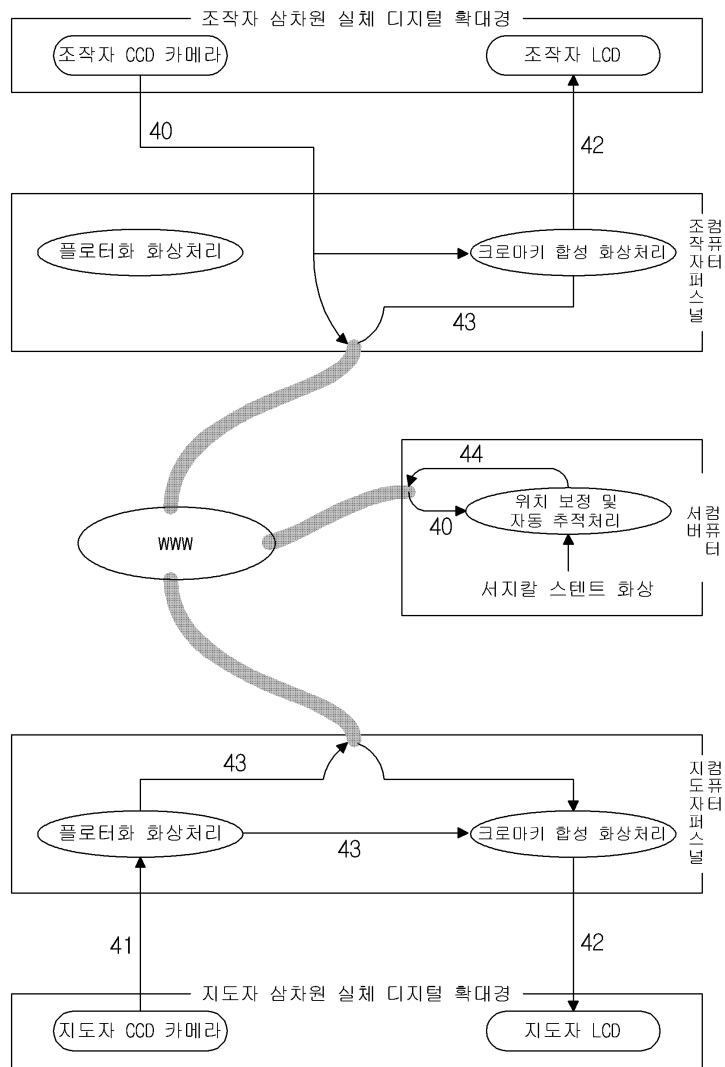 조작자 삼차원 실체 디지털 확대경
조작자 CCD 카메라
조작자 LCD
40
42
플로터화 화상처리
크로마키 합성 화상처리
조작자퍼스널
컴퓨터
43
44
위치 보정 및
자동 추적처리
40
서버
컴퓨터
서지칼 스텐트 화상
WWW
43
플로터화 화상처리
43
크로마키 합성 화상처리
지도자퍼스널
컴퓨터
41
42
지도자 삼차원 실체 디지털 확대경
지도자 CCD 카메라
지도자 LCD